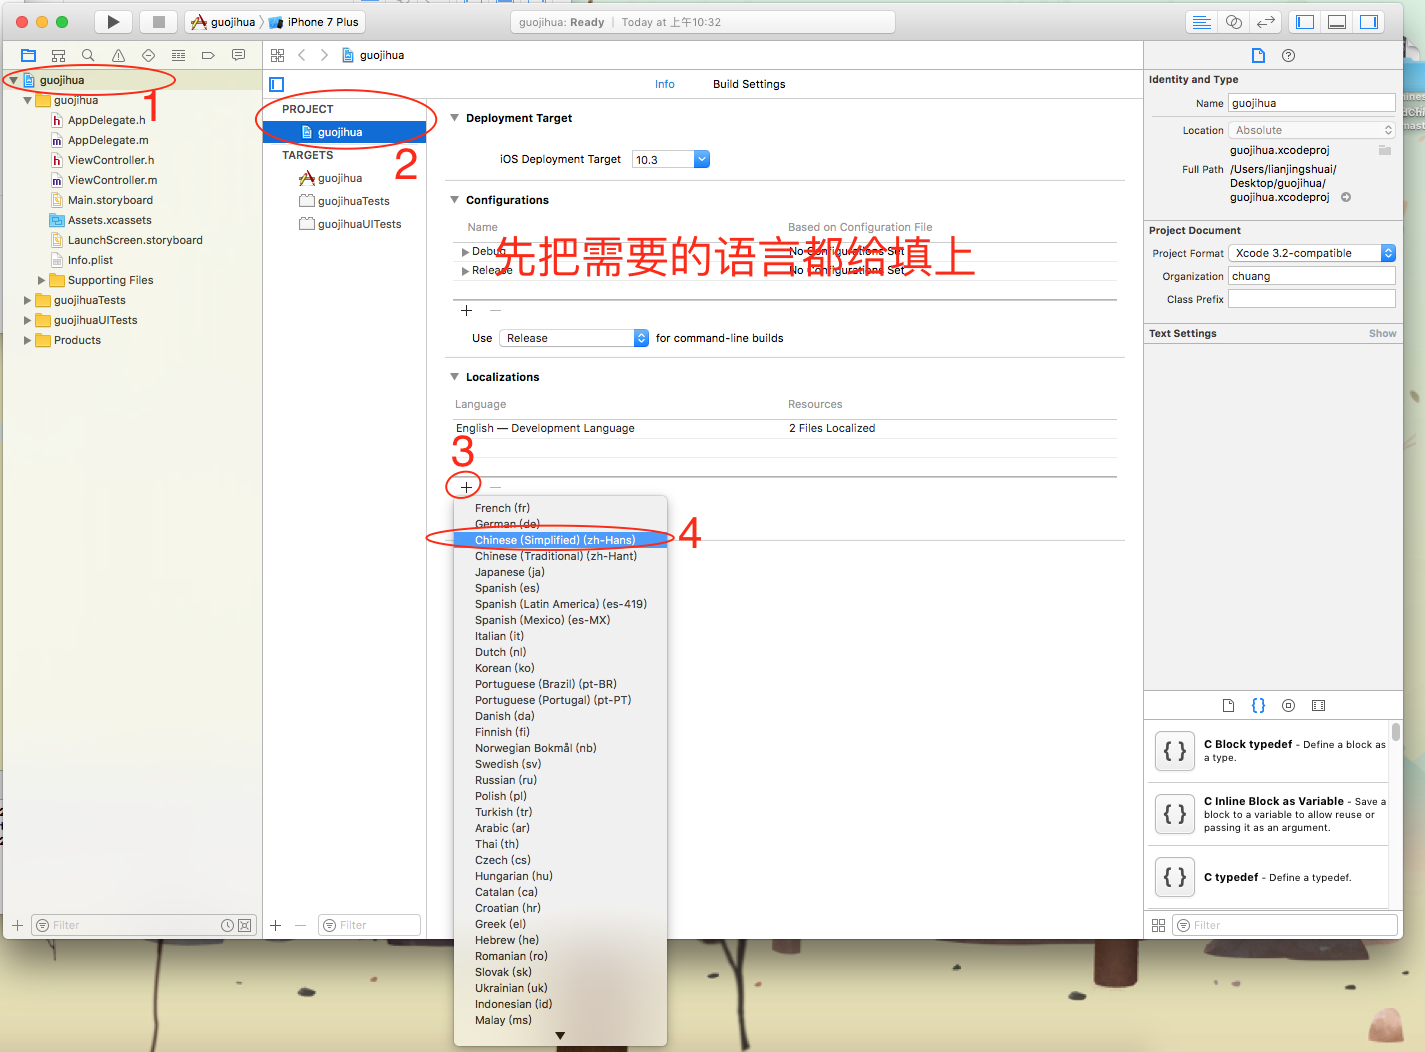 guojihua
iPhone 7 Plus
guojihua: Ready | Today at 上午10:32
guojihua
guojihua
AppDelegate.h
AppDelegate.m
ViewController.h
ViewController.m
Main.storyboard
Assets.xcassets
LaunchScreen.storyboard
Info.plist
Supporting Files
guojihuaTests
guojihuaUITests
Products
1
Filter
guojihua
Info
Build Settings
PROJECT
guojihua
2
TARGETS
guojihua
guojihuaTests
guojihuaUITests
Filter
Deployment Target
iOS Deployment Target
10.3
Configurations
Name
Based on Configuration File
Debug
No Configurations Set
Release
No Configurations Set
先把需要的语言都给填上
Use
Release
for command-line builds
Localizations
Language
Resources
English — Development Language
2 Files Localized
3
French (fr)
German (de)
Chinese (Simplified) (zh-Hans)
4
Chinese (Traditional) (zh-Hant)
Japanese (ja)
Spanish (es)
Spanish (Latin America) (es-419)
Spanish (Mexico) (es-MX)
Italian (it)
Dutch (nl)
Korean (ko)
Portuguese (Brazil) (pt-BR)
Portuguese (Portugal) (pt-PT)
Danish (da)
Finnish (fi)
Norwegian Bokmål (nb)
Swedish (sv)
Russian (ru)
Polish (pl)
Turkish (tr)
Arabic (ar)
Thai (th)
Czech (cs)
Hungarian (hu)
Catalan (ca)
Croatian (hr)
Greek (el)
Hebrew (he)
Romanian (ro)
Slovak (sk)
Ukrainian (uk)
Indonesian (id)
Malay (ms)
Identity and Type
Name
guojihua
Location
Absolute
guojihua.xcodeproj
Full Path
/Users/lianjingshuai/
Desktop/guojihua/
guojihua.xcodeproj
Project Document
Project Format
Xcode 3.2-compatible
Organization
chuang
Class Prefix
Text Settings
Show
{ }
{ }
C Block typedef - Define a block as
a type.
{ }
C Inline Block as Variable - Save a
block to a variable to allow reuse or
passing it as an argument.
{ }
C typedef - Define a typedef.
Filter